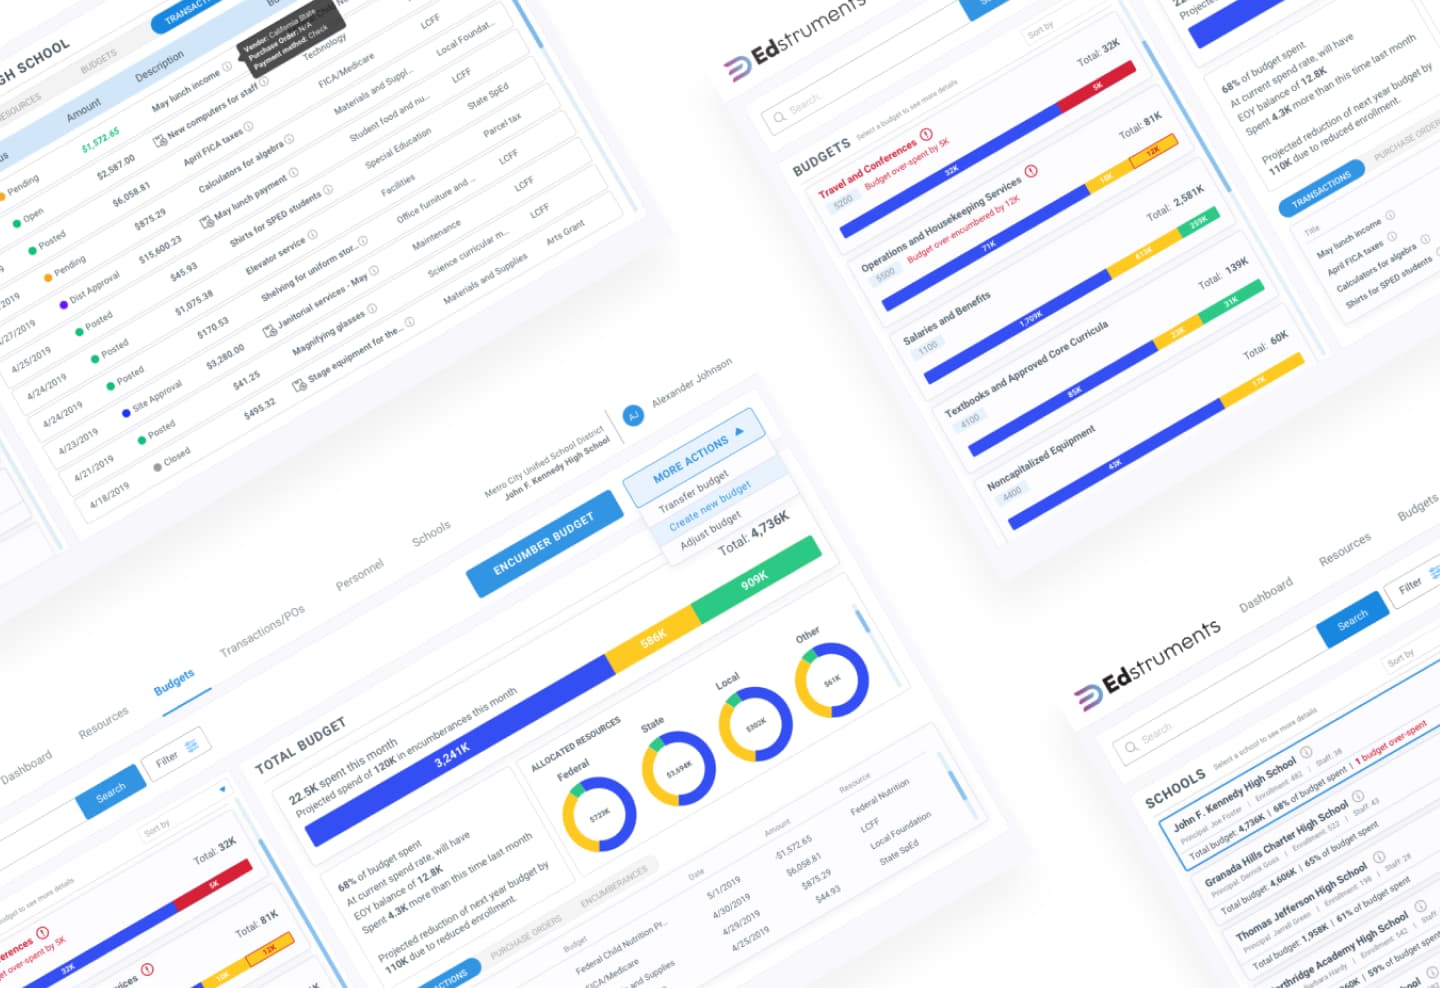 TRANSACTI
GH SCHOOL
BUDGETS
RESOURCES
Amount
Description
Vendor: California State
Purchase Order: N/A
Payment method: Check
Pending
$1,572.65
May lunch income
Technology
LCFF
Open
$2,587.00
New computers for staff
FICA/Medicare
Local Foundat...
Posted
$6,058.81
April FICA taxes
Materials and Suppl...
LCFF
Pending
$875.29
Calculators for algebra
Student food and nu...
State SpEd
4/27/2019
Dist Approval
$15,600.23
May lunch payment
Special Education
Parcel tax
4/25/2019
Posted
$45.93
Shirts for SPED students
Facilities
LCFF
4/24/2019
Posted
$1,075.38
Elevator service
Office furniture and ...
LCFF
4/24/2019
Posted
$170.53
Shelving for uniform stor...
Maintenance
LCFF
4/23/2019
Site Approval
$3,280.00
Janitorial services - May
Science curricular m...
Arts Grant
4/21/2019
Posted
$41.25
Magnifying glasses
Materials and Supplies
4/18/2019
Closed
$495.32
Stage equipment for the...
Edstruments
Search...
Sort by
BUDGETS
Select a budget to see more details
Total: 32K
Travel and Conferences
5200
Budget over-spent by 5K
32K
5K
Total: 81K
Operations and Housekeeping Services
5500
Budget over-encumbered by 12K
71K
10K
12K
Total: 2,581K
Salaries and Benefits
1100
1,709K
613K
259K
Total: 139K
Textbooks and Approved Core Curricula
4100
85K
23K
31K
Total: 60K
Noncapitalized Equipment
4400
43K
17K
68% of budget spent
At current spend rate, will have
EOY balance of 12.8K
Spent 4.3K more than this time last month
Projected reduction of next year budget by
110K due to reduced enrollment.
TRANSACTIONS
PURCHASE ORDER
Title
May lunch income
April FICA taxes
Calculators for algebra
Shirts for SPED students
Metro City Unified School District
John F. Kennedy High School
AJ
Alexander Johnson
Dashboard
Resources
Budgets
Transactions/POs
Personnel
Schools
ENCUMBER BUDGET
MORE ACTIONS
Transfer budget
Create new budget
Adjust budget
Search
Filter
Sort by
budget to see more details
Total: 32K
ferences
get over-spent by 5K
32K
5K
Total: 81K
vices
10K
12K
TOTAL BUDGET
Total: 4,736K
22.5K spent this month
Projected spend of 120K in encumberances this month
3,241K
586K
909K
68% of budget spent
At current spend rate, will have
EOY balance of 12.8K
Spent 4.3K more than this time last month
Projected reduction of next year budget by
110K due to reduced enrollment.
ALLOCATED RESOURCES
Federal
$723K
State
$3,694K
Local
$302K
Other
$61K
ACTIONS
PURCHASE ORDERS
ENCUMBERANCES
Budget
Date
Amount
Resource
Federal Child Nutrition Pr...
5/1/2019
-$1,572.65
Federal Nutrition
FICA/Medicare
4/30/2019
$6,058.81
LCFF
and Supplies
4/29/2019
$875.29
Local Foundation
4/25/2019
$44.93
State SpEd
Edstruments
Dashboard
Resources
Budgets
Search...
Search
Filter
Sort by
SCHOOLS
Select a school to see more details
John F. Kennedy High School
Principal: Joe Foster | Enrollment: 482 | Staff: 38
Total budget: 4,736K | 68% of budget spent | 1 budget over-spent
Granada Hills Charter High School
Principal: Derrick Goss | Enrollment: 522 | Staff: 43
Total budget: 4,606K | 65% of budget spent
Thomas Jefferson High School
Principal: Jarrell Green | Enrollment: 198 | Staff: 28
Total budget: 1,958K | 61% of budget spent
Northridge Academy High School
Barbara Hardy | Enrollment: 542 | Staff:
860K | 59% of budget spent
High School